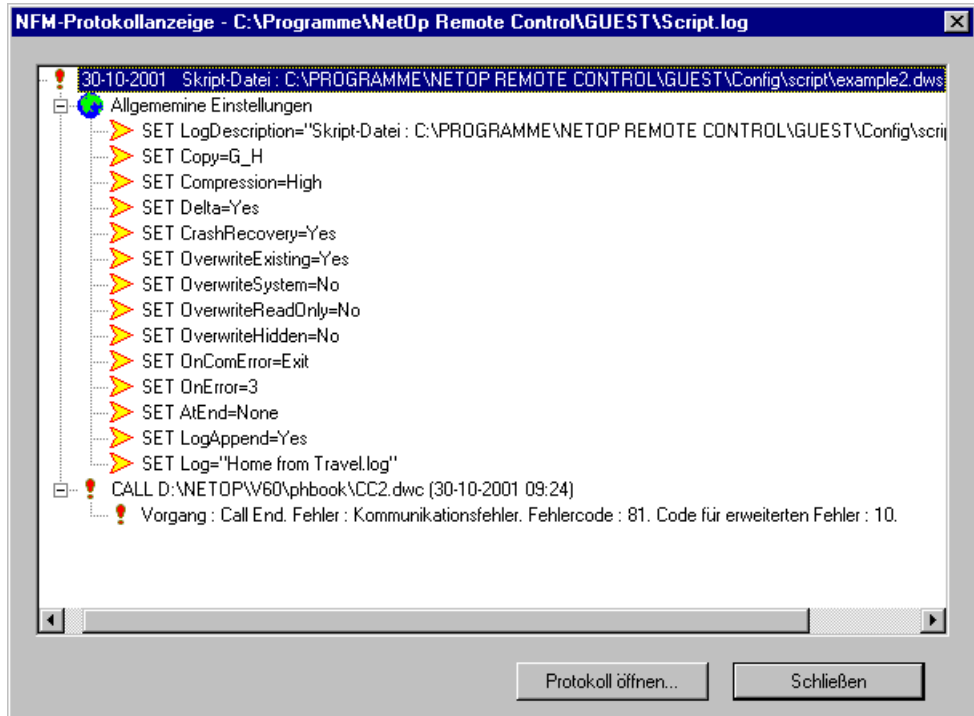 NFM-Protokollanzeige - C:\Programme\NetOp Remote Control\GUEST\Script.log
30-10-2001 Skript-Datei : C:\PROGRAMME\NETOP REMOTE CONTROL\GUEST\Config\script\example2.dws
Allgememine Einstellungen
SET LogDescription="Skript-Datei : C:\PROGRAMME\NETOP REMOTE CONTROL\GUEST\Config\scrip
SET Copy=G_H
SET Compression=High
SET Delta=Yes
SET CrashRecovery=Yes
SET OverwriteExisting=Yes
SET OverwriteSystem=No
SET OverwriteReadOnly=No
SET OverwriteHidden=No
SET OnComError=Exit
SET OnError=3
SET AtEnd=None
SET LogAppend=Yes
SET Log="Home from Travel.log"
CALL D:\NETOP\V60\phbook\CC2.dwc (30-10-2001 09:24)
Vorgang : Call End. Fehler : Kommunikationsfehler. Fehlercode : 81. Code für erweiterten Fehler : 10.
Protokoll öffnen... Schließen